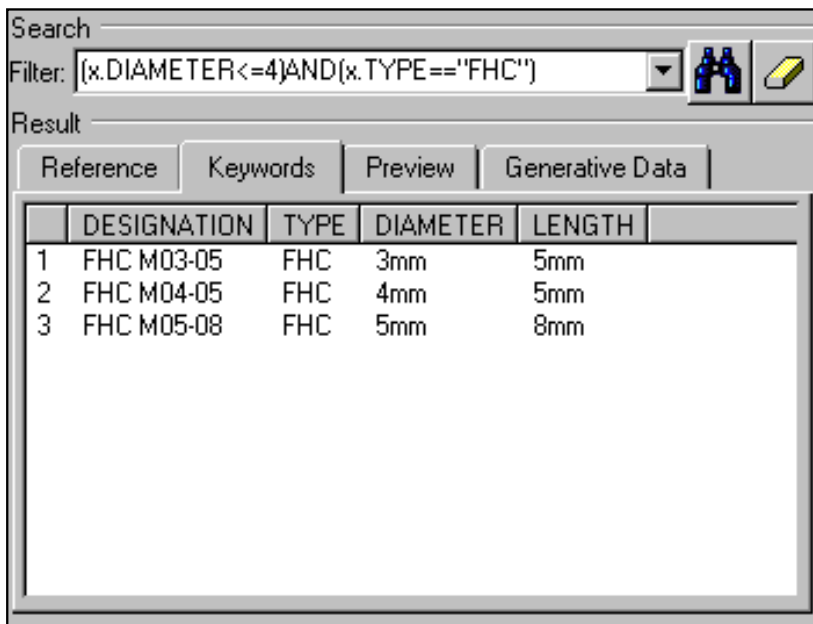 Search
Filter: (x.DIAMETER<=4)AND(x.TYPE=="FHC")
Result
Reference Keywords Preview Generative Data
DESIGNATION TYPE DIAMETER LENGTH
1 FHC M03-05 FHC 3mm 5mm
2 FHC M04-05 FHC 4mm 5mm
3 FHC M05-08 FHC 5mm 8mm